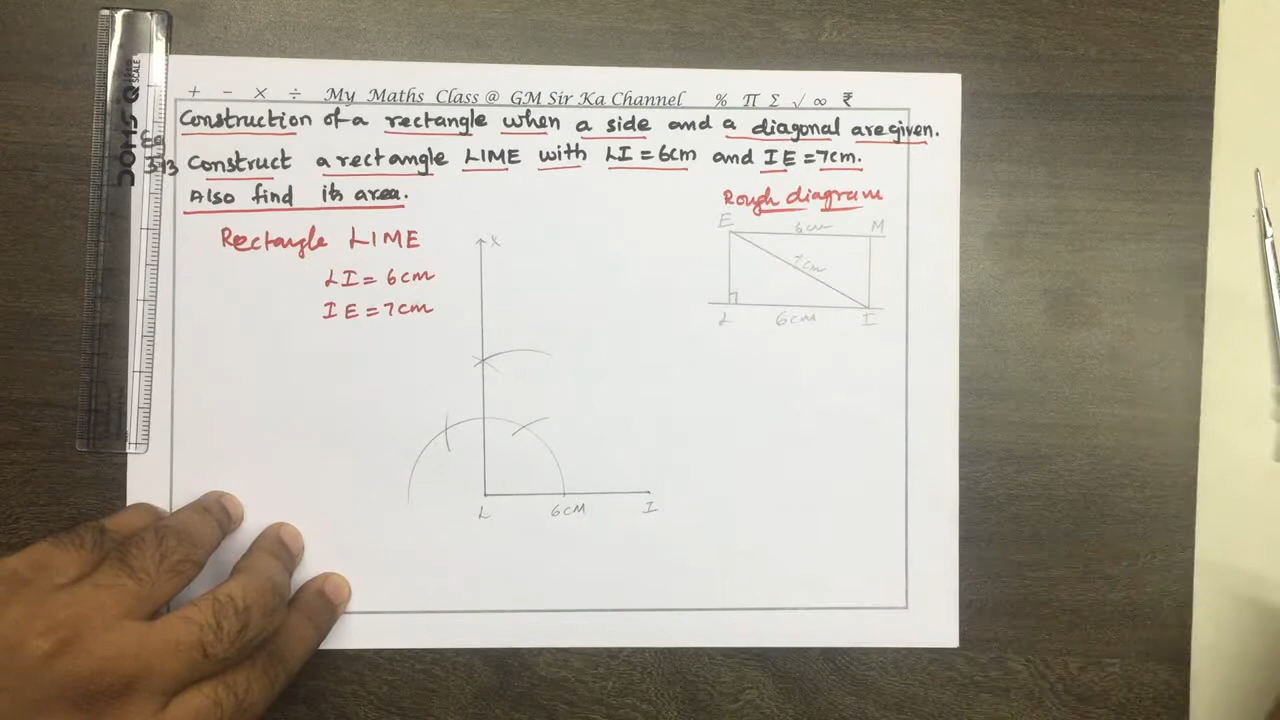 + - × ÷ My Maths Class @ GM Sir Ka Channel % Π Σ √ ∞ ₹
Construction of a rectangle when a side and a diagonal are given.
Construct a rectangle LIME with LI = 6cm and IE = 7cm.
Also find its area.
Rough diagram
E 6cm M
7cm
L 6cm I
Rectangle LIME
LI = 6cm
IE = 7cm
X
L 6CM I
DOMS
SCALE